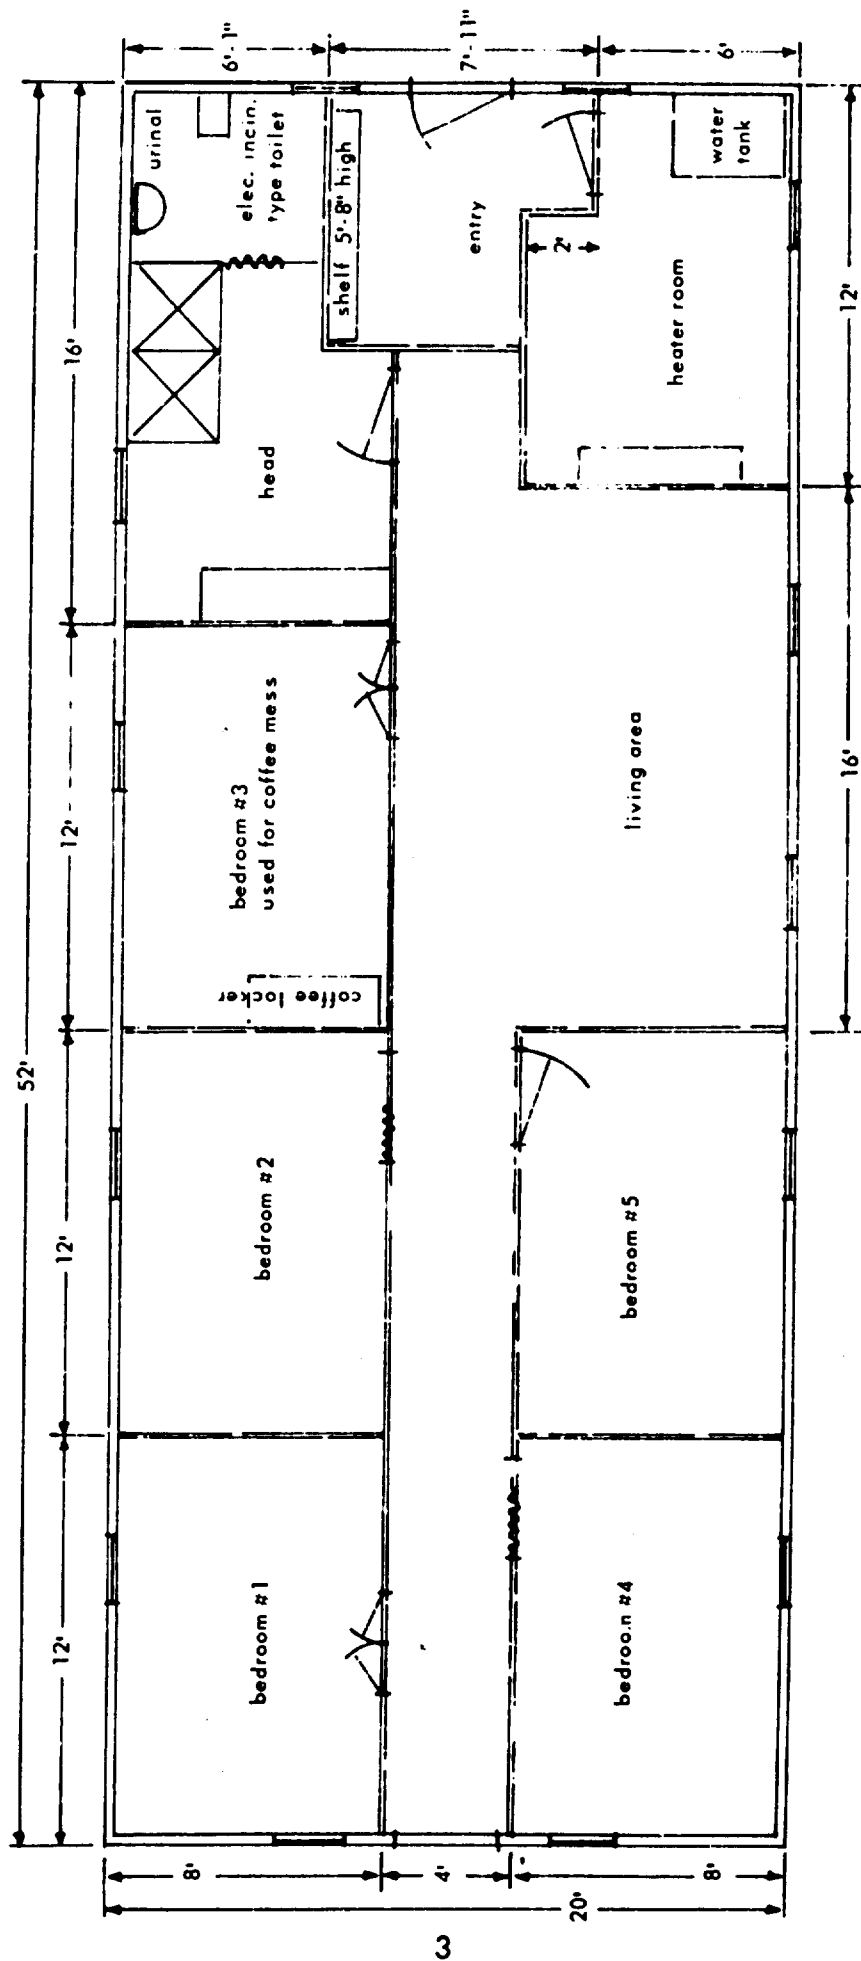 52'
12'
12'
12'
16'
8'
4'
8'
20'
6'-1"
7'-11"
6'
bedroom #1
bedroom #2
bedroom #3
used for coffee mess
coffee locker
head
urinal
elec. incin.
type toilet
shelf 5'-8" high
entry
2'
living area
heater room
water
tank
bedroom #4
bedroom #5
16'
12'
3